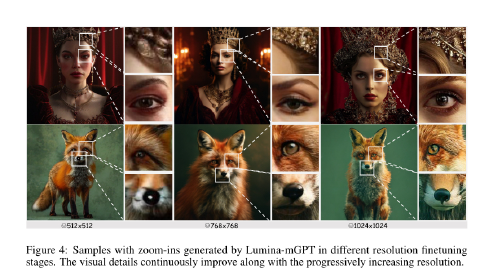 @512x512
@768x768
@1024x1024
Figure 4: Samples with zoom-ins generated by Lumina-mGPT in different resolution finetuning
stages. The visual details continuously improve along with the progressively increasing resolution.